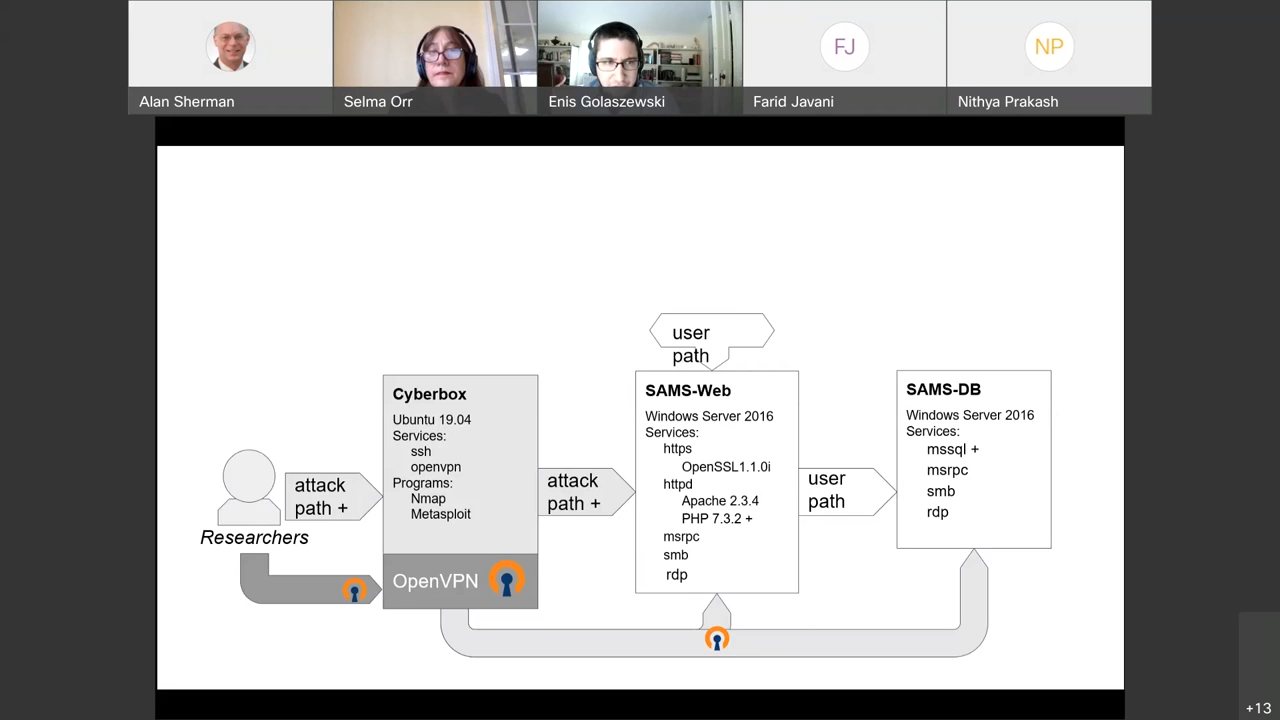 Alan Sherman
Selma Orr
Enis Golaszewski
FJ
Farid Javani
NP
Nithya Prakash
Researchers
attack
path +
Cyberbox
Ubuntu 19.04
Services:
ssh
openvpn
Programs:
Nmap
Metasploit
OpenVPN
attack
path +
user
path
SAMS-Web
Windows Server 2016
Services:
https
OpenSSL1.1.0i
httpd
Apache 2.3.4
PHP 7.3.2 +
msrpc
smb
rdp
user
path
SAMS-DB
Windows Server 2016
Services:
mssql +
msrpc
smb
rdp
+13